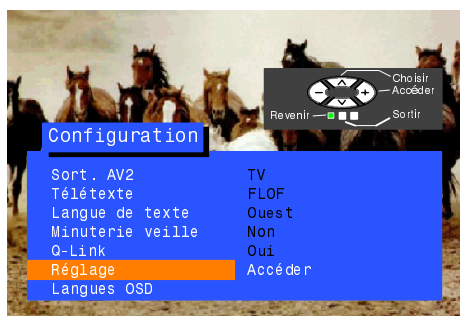 Choisir
Accéder
Revenir
Sortir
Configuration
Sort. AV2 TV
Télétexte FLOF
Langue de texte Ouest
Minuterie veille Non
Q-Link Oui
Réglage Accéder
Langues OSD